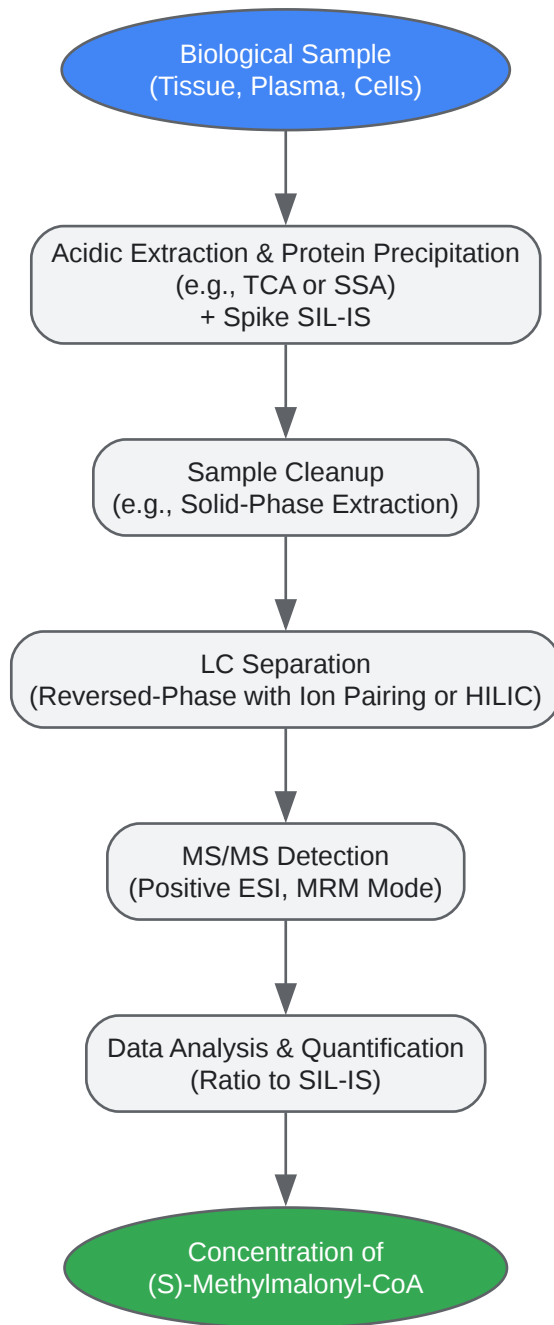 Biological Sample
(Tissue, Plasma, Cells)
Acidic Extraction & Protein Precipitation
(e.g., TCA or SSA)
+ Spike SIL-IS
Sample Cleanup
(e.g., Solid-Phase Extraction)
LC Separation
(Reversed-Phase with Ion Pairing or HILIC)
MS/MS Detection
(Positive ESI, MRM Mode)
Data Analysis & Quantification
(Ratio to SIL-IS)
Concentration of
(S)-Methylmalonyl-CoA